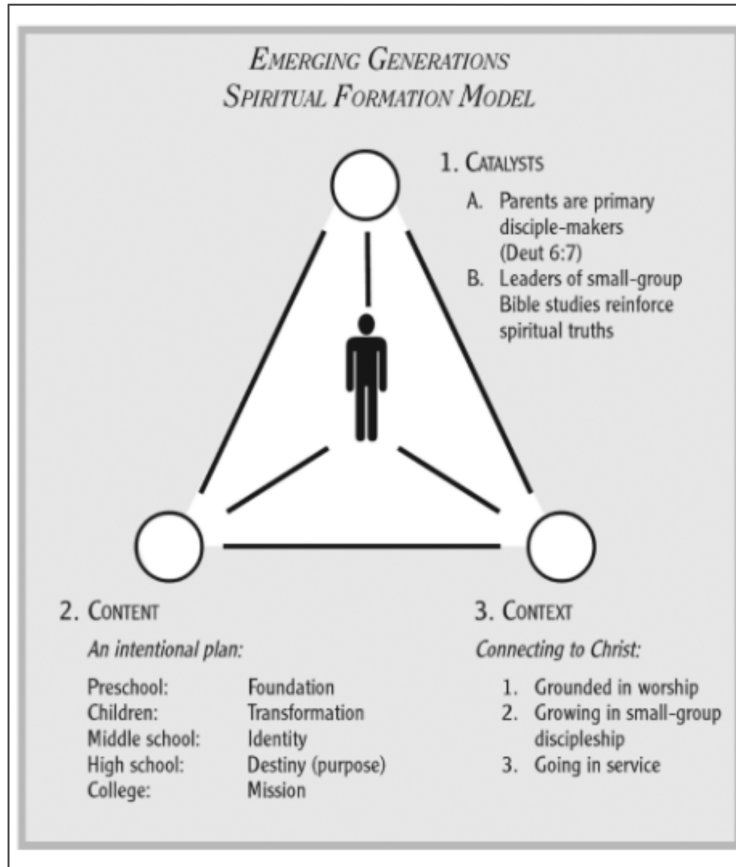 EMERGING GENERATIONS
SPIRITUAL FORMATION MODEL
1. CATALYSTS
A. Parents are primary
disciple-makers
(Deut 6:7)
B. Leaders of small-group
Bible studies reinforce
spiritual truths
2. CONTENT
An intentional plan:
Preschool: Foundation
Children: Transformation
Middle school: Identity
High school: Destiny (purpose)
College: Mission
3. CONTEXT
Connecting to Christ:
1. Grounded in worship
2. Growing in small-group
discipleship
3. Going in service